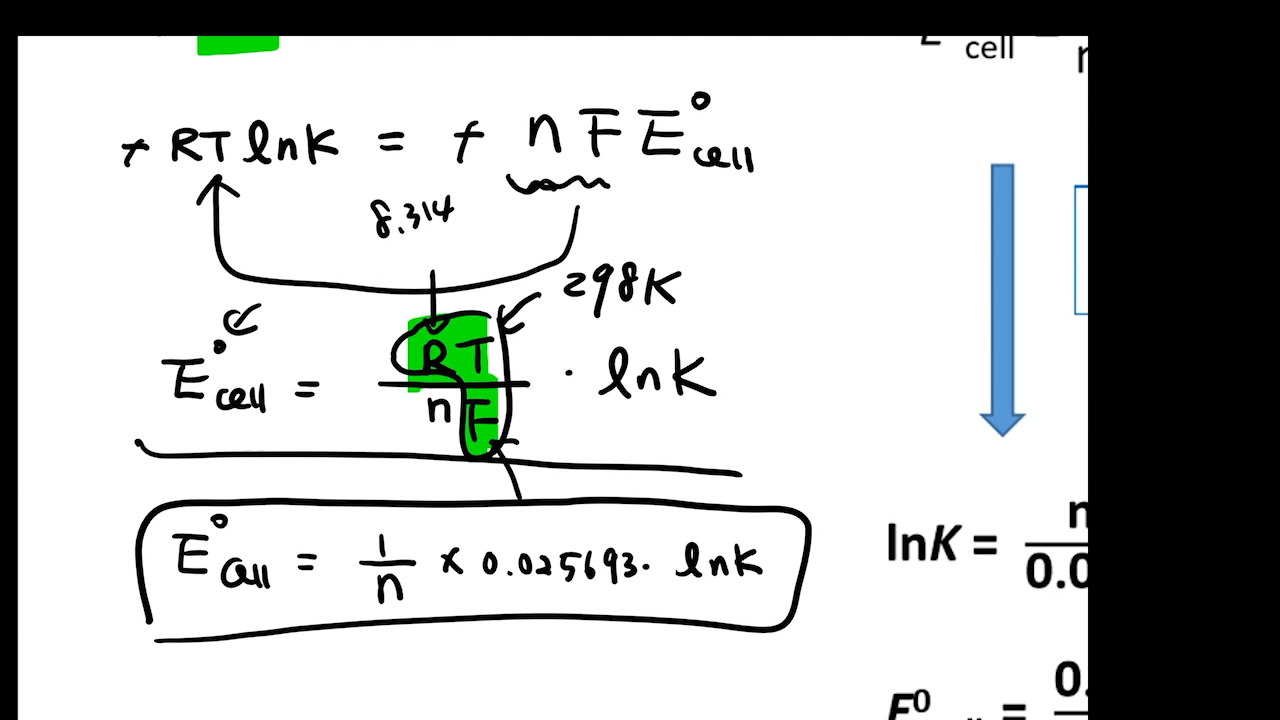 + RT lnK = + nFE°cell
8.314
298K
E°cell = RT/nF · lnK
E°cell = 1/n × 0.025693 · lnK
cell
lnK =
0.0
E⁰
=
0.